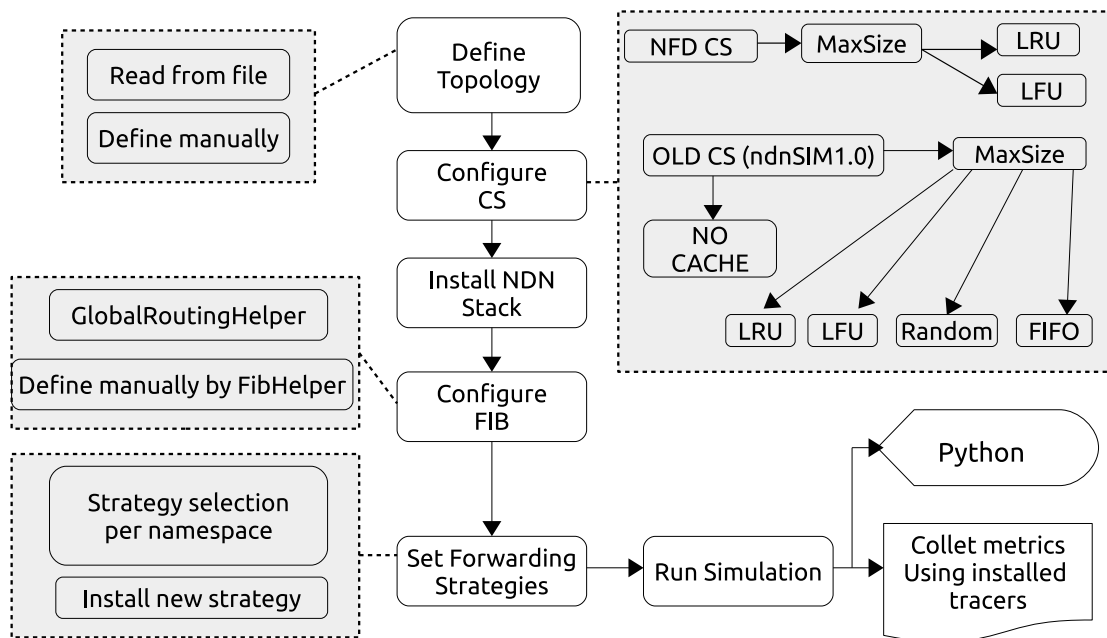 Define
Topology
Read from file
Define manually
NFD CS
MaxSize
LRU
LFU
Configure
CS
OLD CS (ndnSIM1.0)
MaxSize
NO
CACHE
LRU
LFU
Random
FIFO
Install NDN
Stack
GlobalRoutingHelper
Define manually by FibHelper
Configure
FIB
Strategy selection
per namespace
Install new strategy
Set Forwarding
Strategies
Run Simulation
Python
Collet metrics
Using installed
tracers